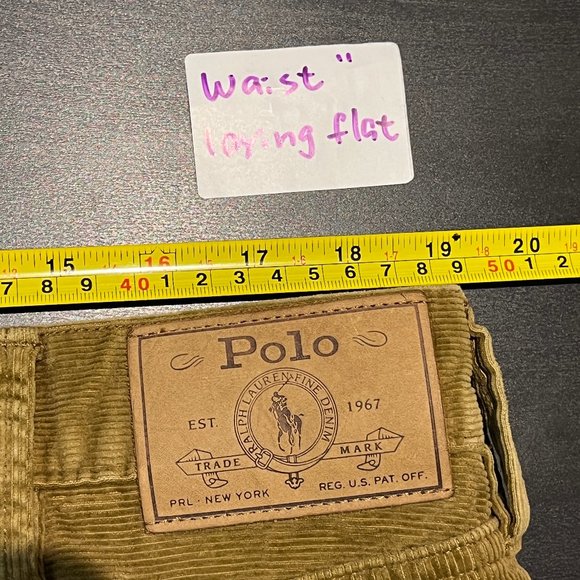 waist "
laying flat
15 16 17 18 19 20
7 8 9 40 1 2 3 4 5 6 7 8 9 50 1 2
Polo
RALPH LAUREN FINE DENIM
EST. 1967
TRADE MARK
PRL · NEW YORK REG. U.S. PAT. OFF.